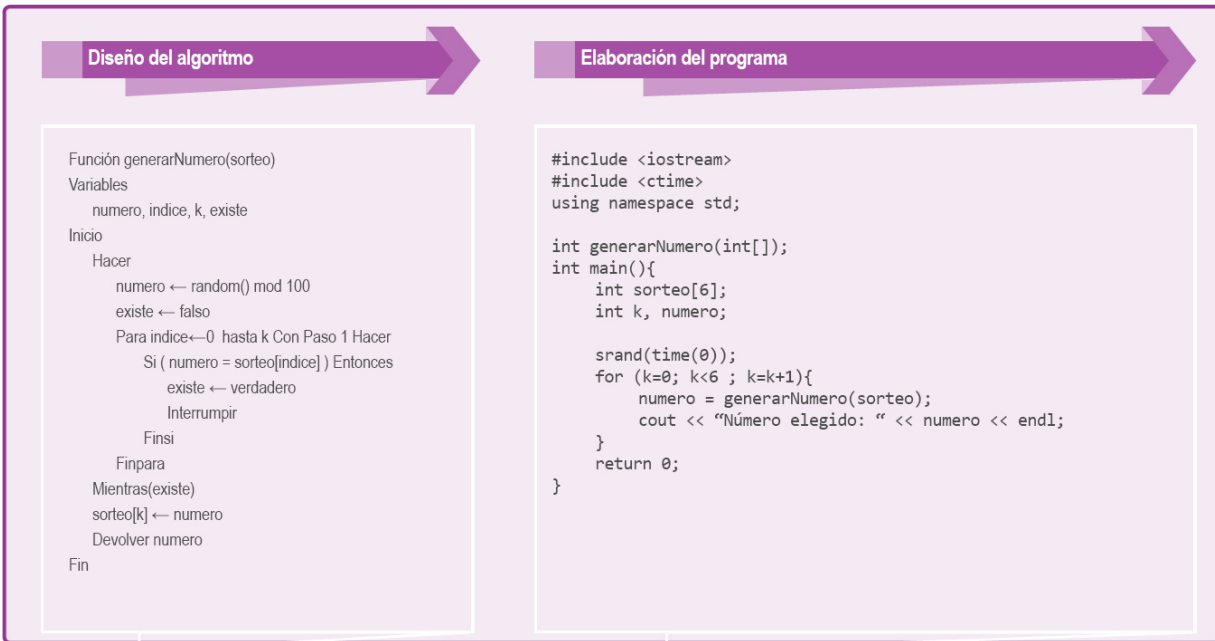 Diseño del algoritmo
Función generarNumero(sorteo)
Variables
numero, indice, k, existe
Inicio
Hacer
numero ← random() mod 100
existe ← falso
Para indice←0 hasta k Con Paso 1 Hacer
Si ( numero = sorteo[indice] ) Entonces
existe ← verdadero
Interrumpir
Finsi
Finpara
Mientras(existe)
sorteo[k] ← numero
Devolver numero
Fin
Elaboración del programa
#include <iostream>
#include <ctime>
using namespace std;
int generarNumero(int[]);
int main(){
int sorteo[6];
int k, numero;
srand(time(0));
for (k=0; k<6 ; k=k+1){
numero = generarNumero(sorteo);
cout << “Número elegido: “ << numero << endl;
}
return 0;
}